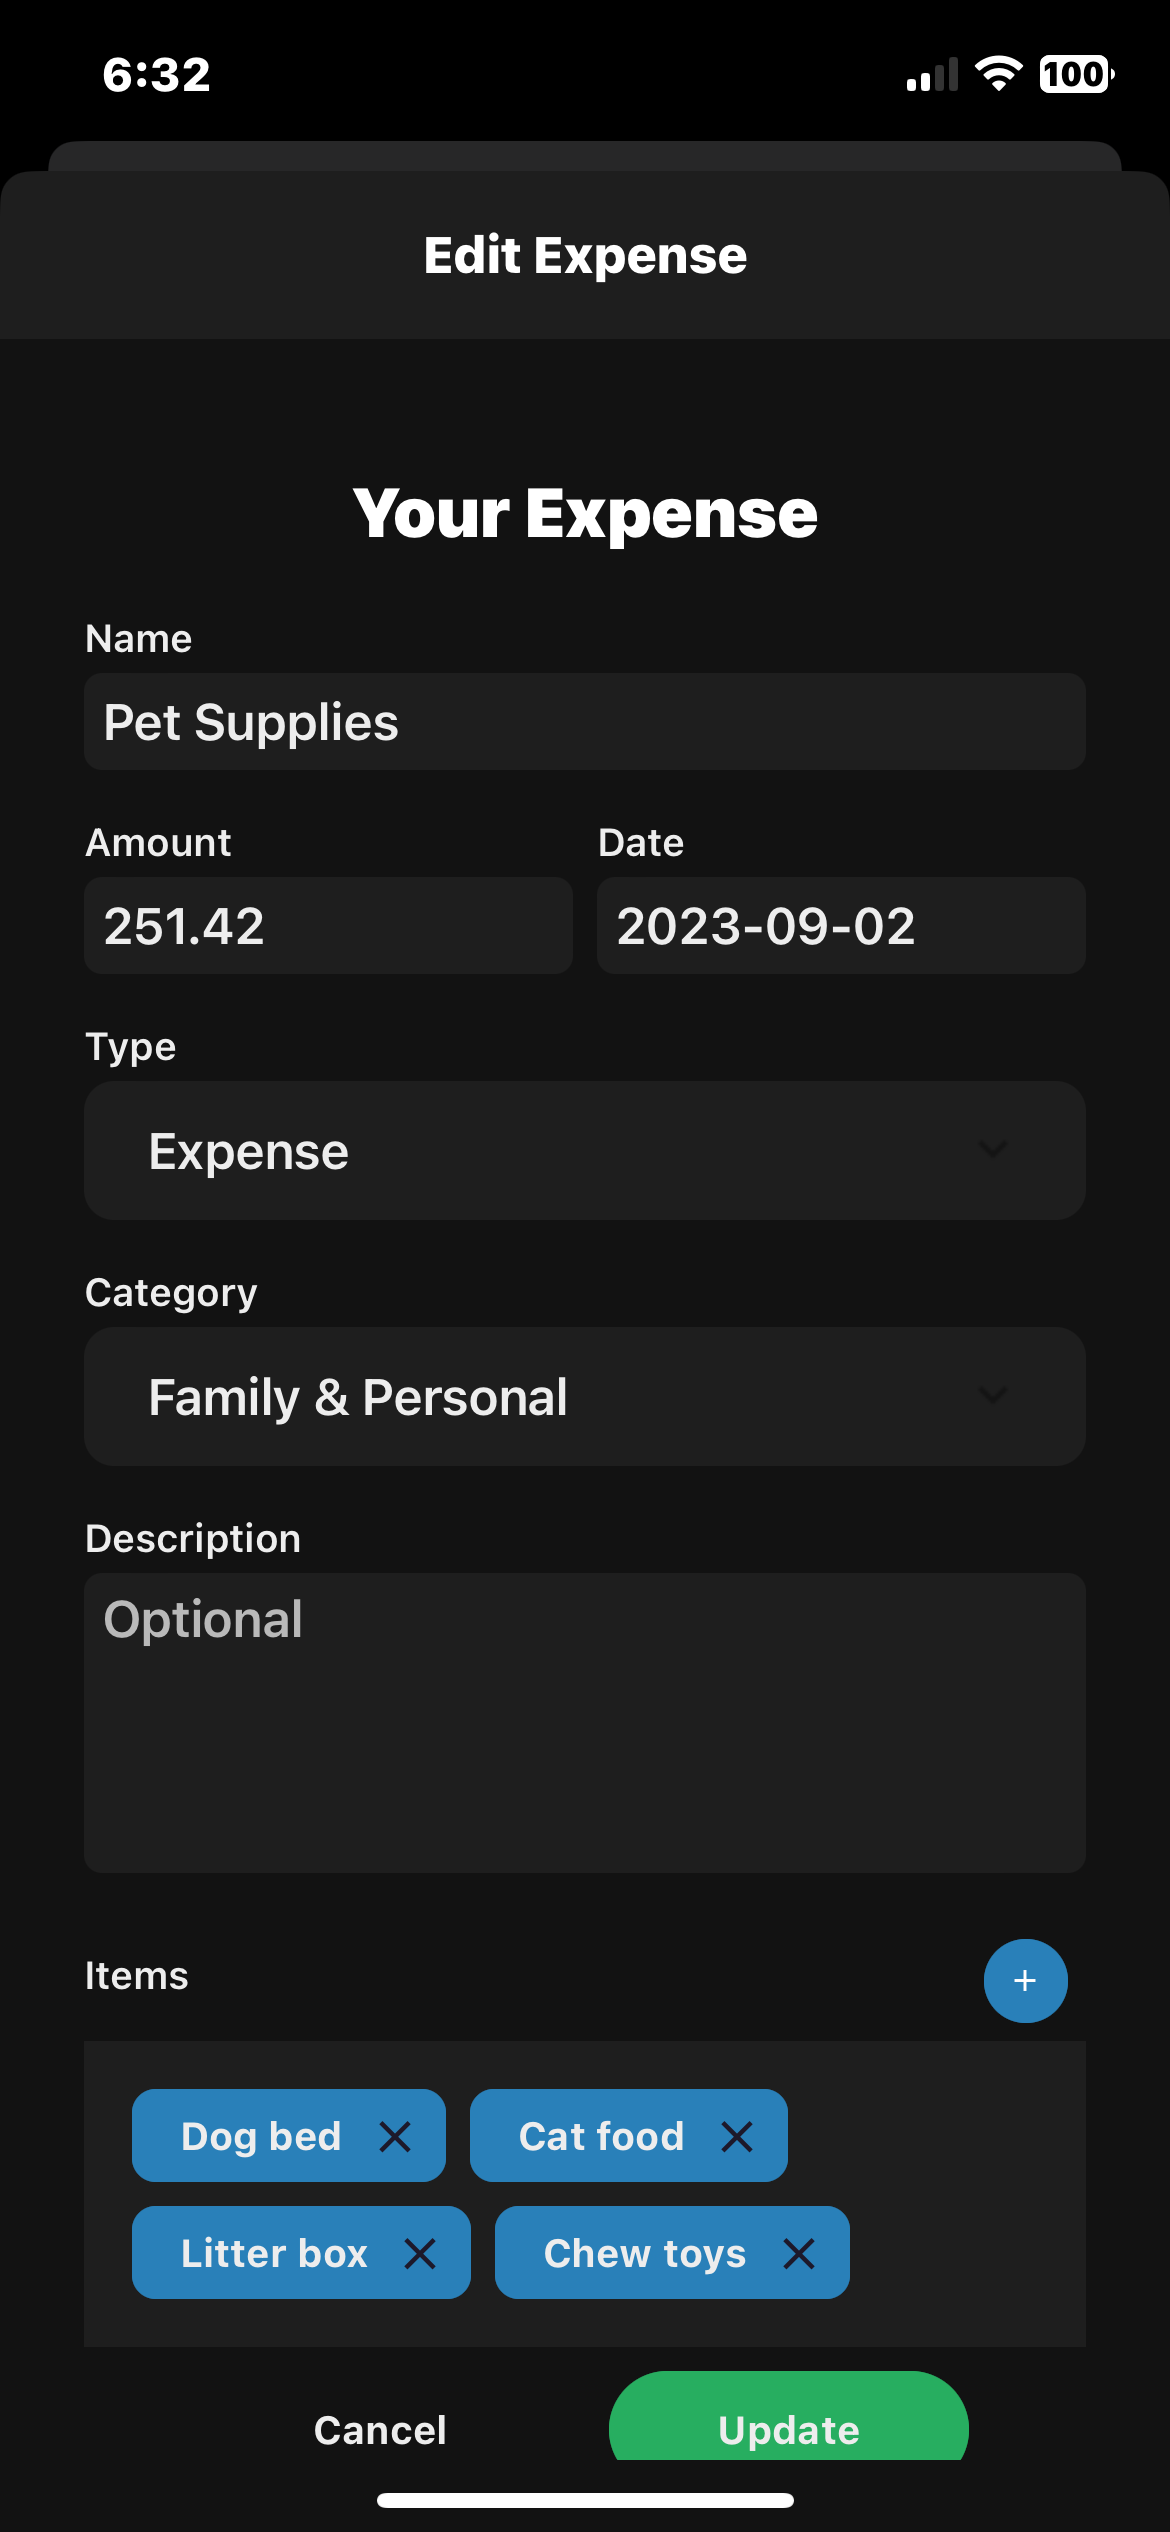 6:32
100
Edit Expense
Your Expense
Name
Pet Supplies
Amount Date
251.42 2023-09-02
Type
Expense
Category
Family & Personal
Description
Optional
Items +
Dog bed Cat food
Litter box Chew toys
Cancel Update